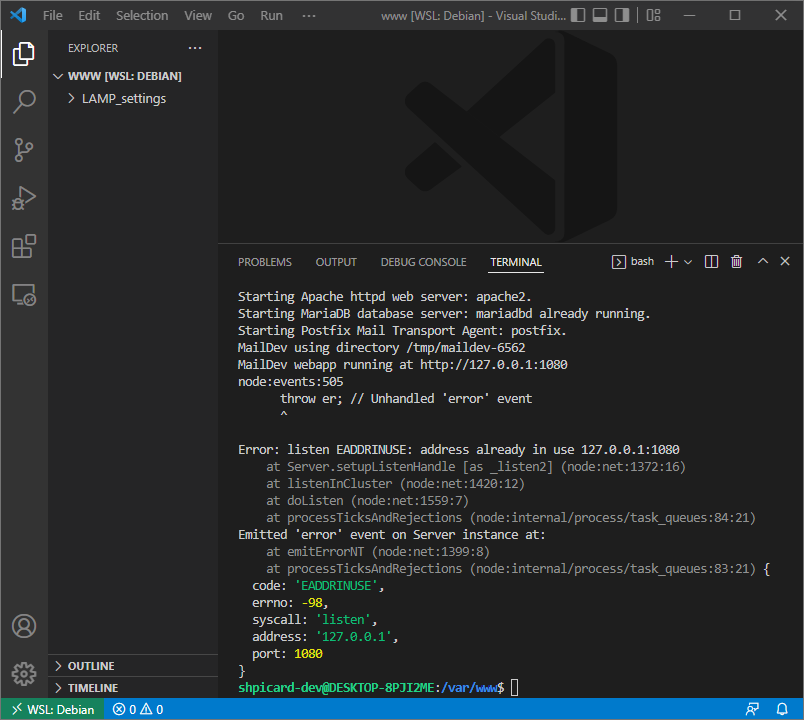 File Edit Selection View Go Run ··· www [WSL: Debian] - Visual Studi...
EXPLORER ···
WWW [WSL: DEBIAN]
LAMP_settings
PROBLEMS OUTPUT DEBUG CONSOLE TERMINAL bash
Starting Apache httpd web server: apache2.
Starting MariaDB database server: mariadbd already running.
Starting Postfix Mail Transport Agent: postfix.
MailDev using directory /tmp/maildev-6562
MailDev webapp running at http://127.0.0.1:1080
node:events:505
throw er; // Unhandled 'error' event
^
Error: listen EADDRINUSE: address already in use 127.0.0.1:1080
at Server.setupListenHandle [as _listen2] (node:net:1372:16)
at listenInCluster (node:net:1420:12)
at doListen (node:net:1559:7)
at processTicksAndRejections (node:internal/process/task_queues:84:21)
Emitted 'error' event on Server instance at:
at emitErrorNT (node:net:1399:8)
at processTicksAndRejections (node:internal/process/task_queues:83:21) {
code: 'EADDRINUSE',
errno: -98,
syscall: 'listen',
address: '127.0.0.1',
port: 1080
}
shpicard-dev@DESKTOP-8PJI2ME:/var/www$
OUTLINE
TIMELINE
WSL: Debian 0 0